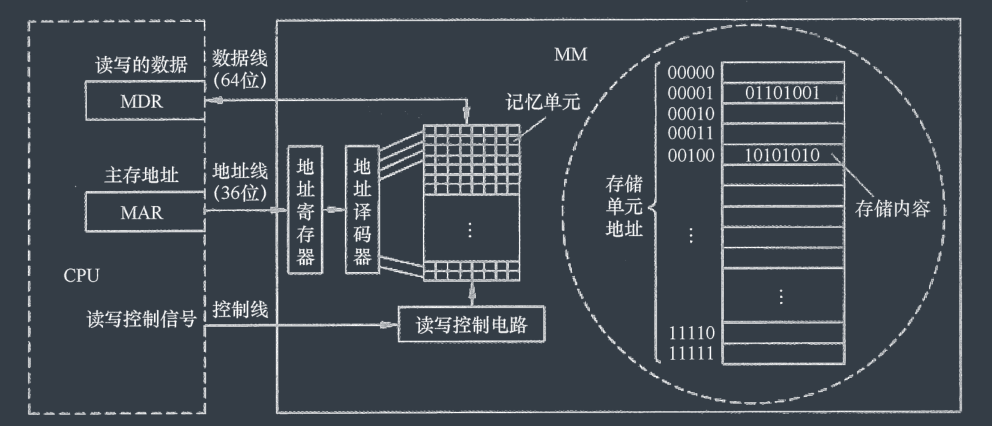 读写的数据
MDR
数据线
(64位)
主存地址
MAR
地址线
(36位)
CPU
读写控制信号
控制线
地址寄存器
地址译码器
⋮
读写控制电路
记忆单元
MM
存储
单元
地址
00000
00001 01101001
00010
00011
00100 10101010
⋮
⋮
11110
11111
存储内容